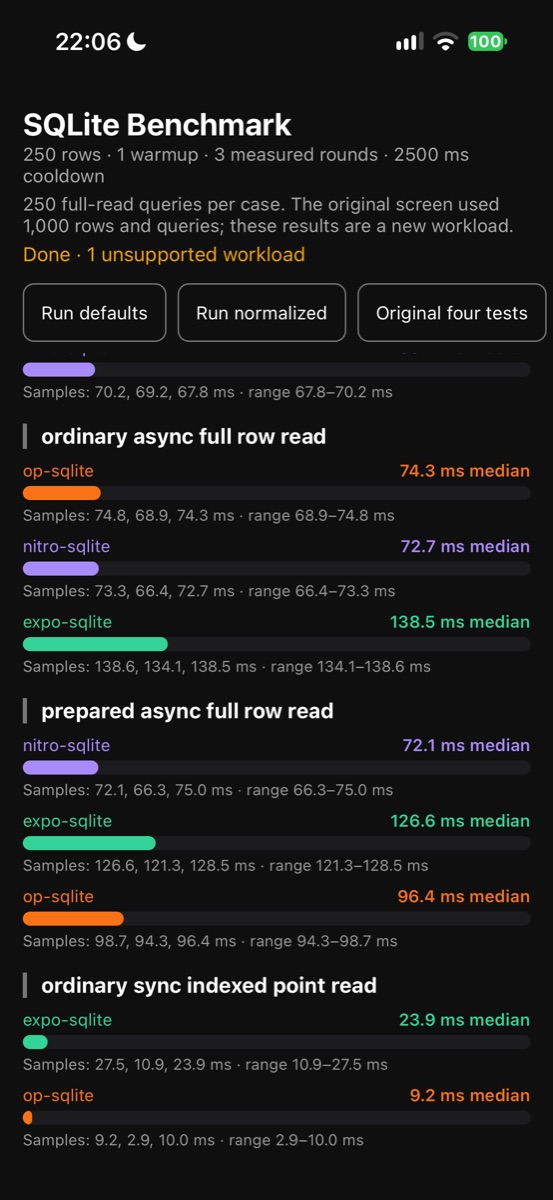 22:06
100
SQLite Benchmark
250 rows · 1 warmup · 3 measured rounds · 2500 ms
cooldown
250 full-read queries per case. The original screen used
1,000 rows and queries; these results are a new workload.
Done · 1 unsupported workload
Run defaults
Run normalized
Original four tests
Samples: 70.2, 69.2, 67.8 ms · range 67.8–70.2 ms
ordinary async full row read
op-sqlite 74.3 ms median
Samples: 74.8, 68.9, 74.3 ms · range 68.9–74.8 ms
nitro-sqlite 72.7 ms median
Samples: 73.3, 66.4, 72.7 ms · range 66.4–73.3 ms
expo-sqlite 138.5 ms median
Samples: 138.6, 134.1, 138.5 ms · range 134.1–138.6 ms
prepared async full row read
nitro-sqlite 72.1 ms median
Samples: 72.1, 66.3, 75.0 ms · range 66.3–75.0 ms
expo-sqlite 126.6 ms median
Samples: 126.6, 121.3, 128.5 ms · range 121.3–128.5 ms
op-sqlite 96.4 ms median
Samples: 98.7, 94.3, 96.4 ms · range 94.3–98.7 ms
ordinary sync indexed point read
expo-sqlite 23.9 ms median
Samples: 27.5, 10.9, 23.9 ms · range 10.9–27.5 ms
op-sqlite 9.2 ms median
Samples: 9.2, 2.9, 10.0 ms · range 2.9–10.0 ms